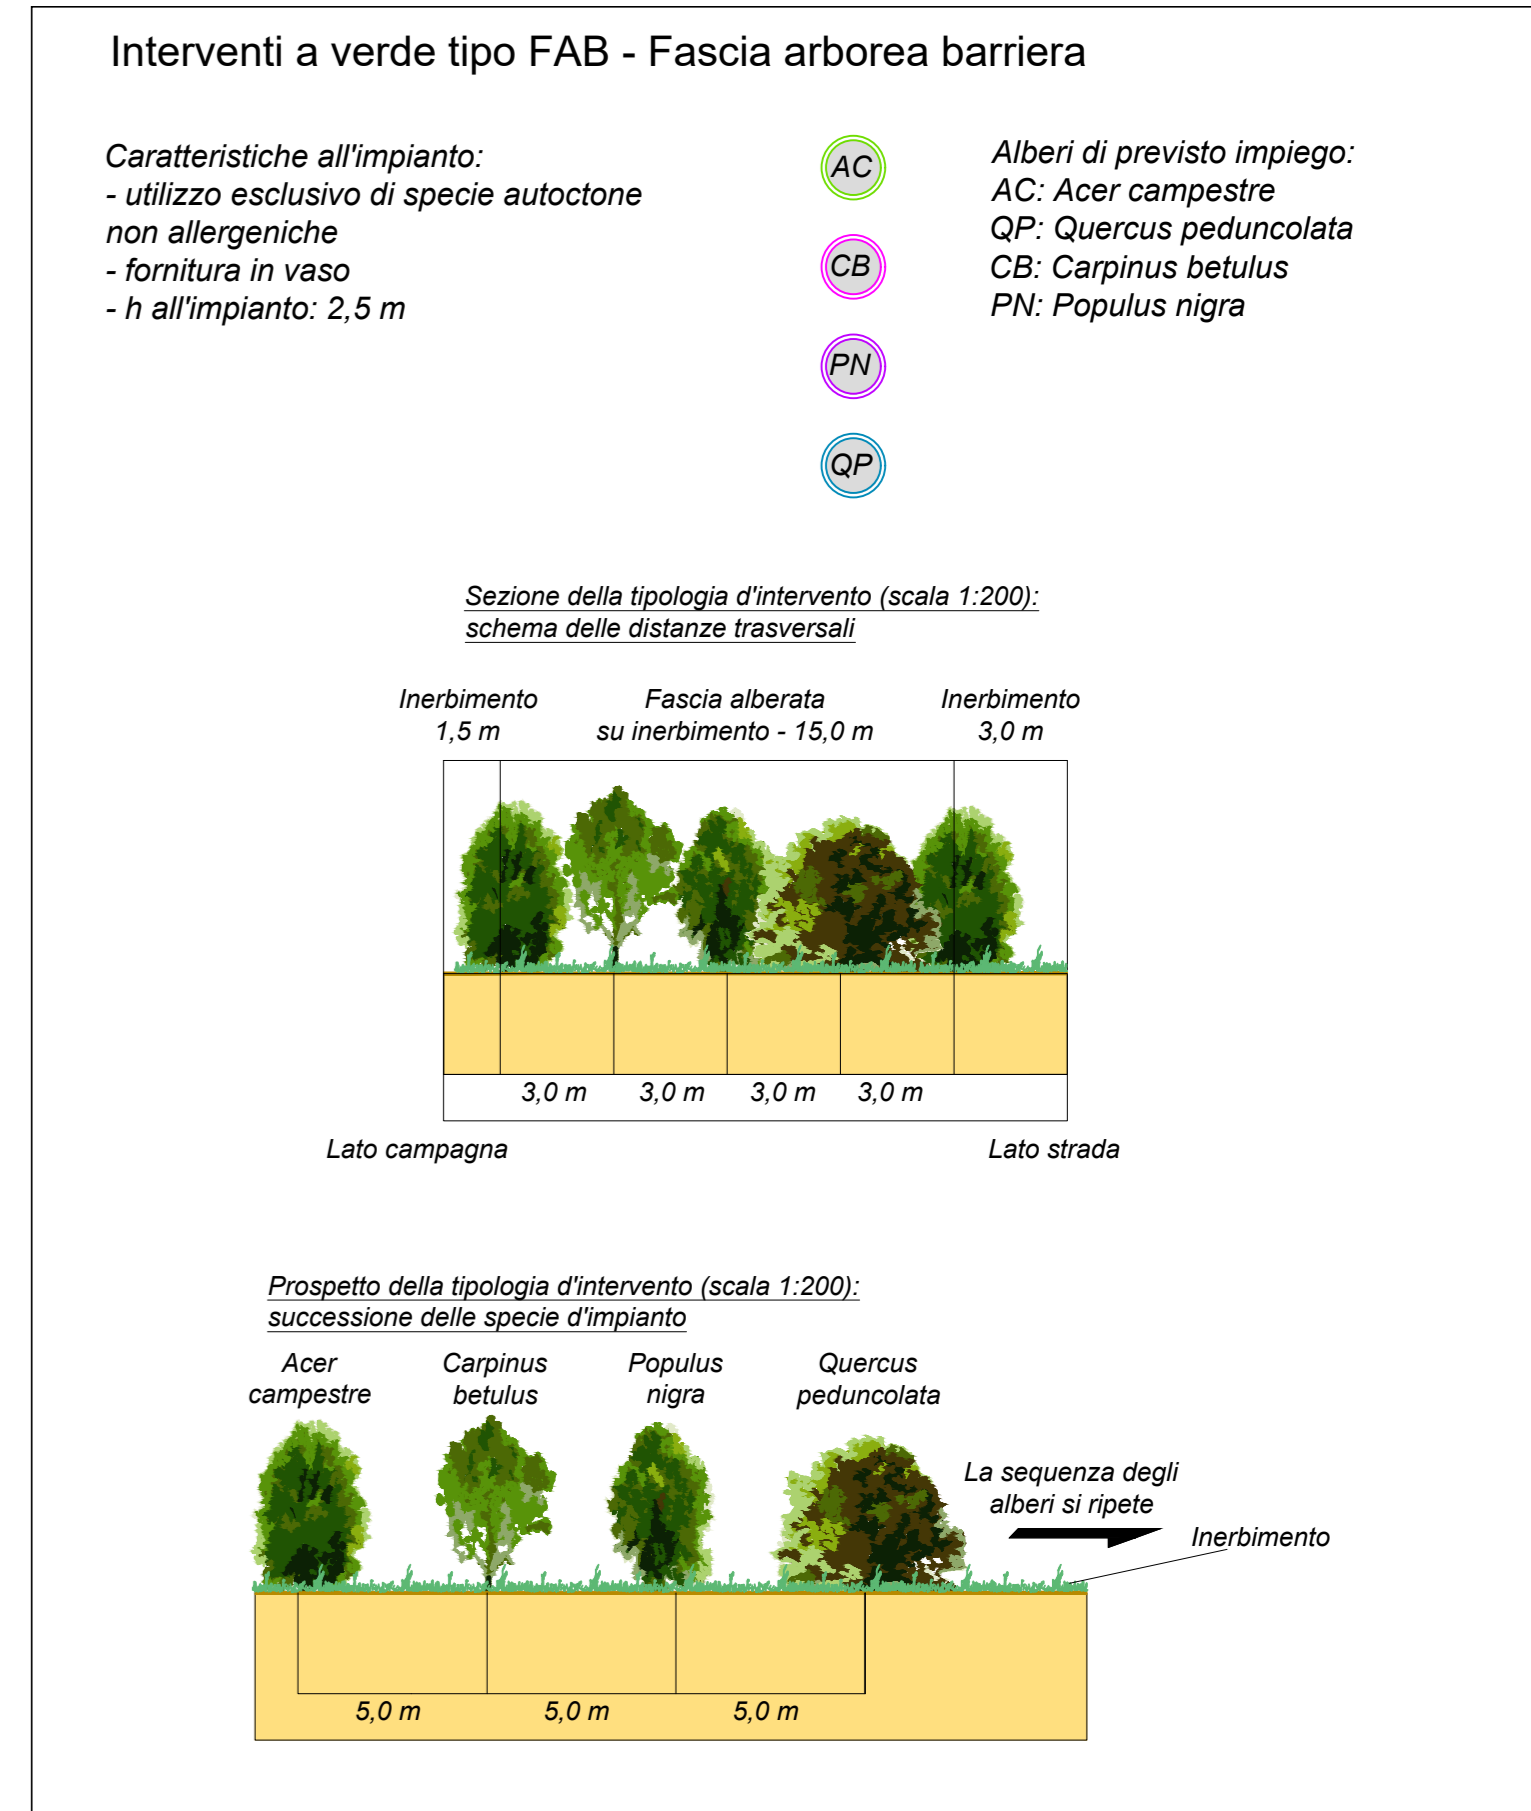 Interventi a verde tipo FAB - Fascia arborea barriera
Caratteristiche all'impianto:
- utilizzo esclusivo di specie autoctone
non allergeniche
- fornitura in vaso
- h all'impianto: 2,5 m
AC
CB
PN
QP
Alberi di previsto impiego:
AC: Acer campestre
QP: Quercus peduncolata
CB: Carpinus betulus
PN: Populus nigra
Sezione della tipologia d'intervento (scala 1:200):
schema delle distanze trasversali
Inerbimento
1,5 m
Fascia alberata
su inerbimento - 15,0 m
Inerbimento
3,0 m
3,0 m
3,0 m
3,0 m
3,0 m
Lato campagna
Lato strada
Prospetto della tipologia d'intervento (scala 1:200):
successione delle specie d'impianto
Acer
campestre
Carpinus
betulus
Populus
nigra
Quercus
peduncolata
La sequenza degli
alberi si ripete
Inerbimento
5,0 m
5,0 m
5,0 m